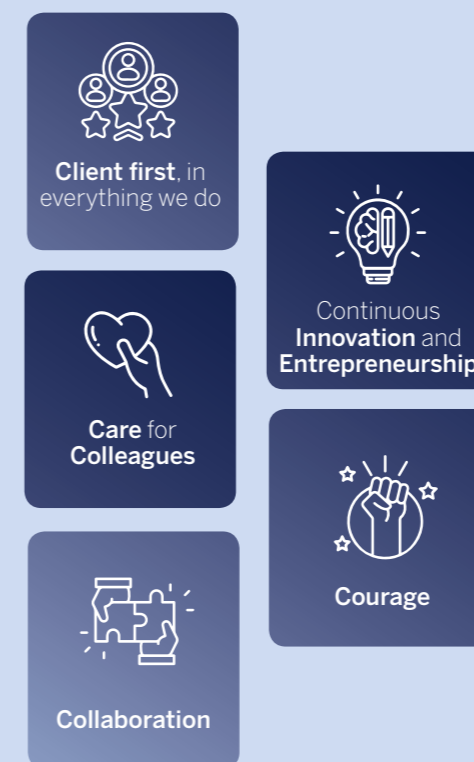 Client first, in
everything we do
Continuous
Innovation and
Entrepreneurship
Care for
Colleagues
Courage
Collaboration